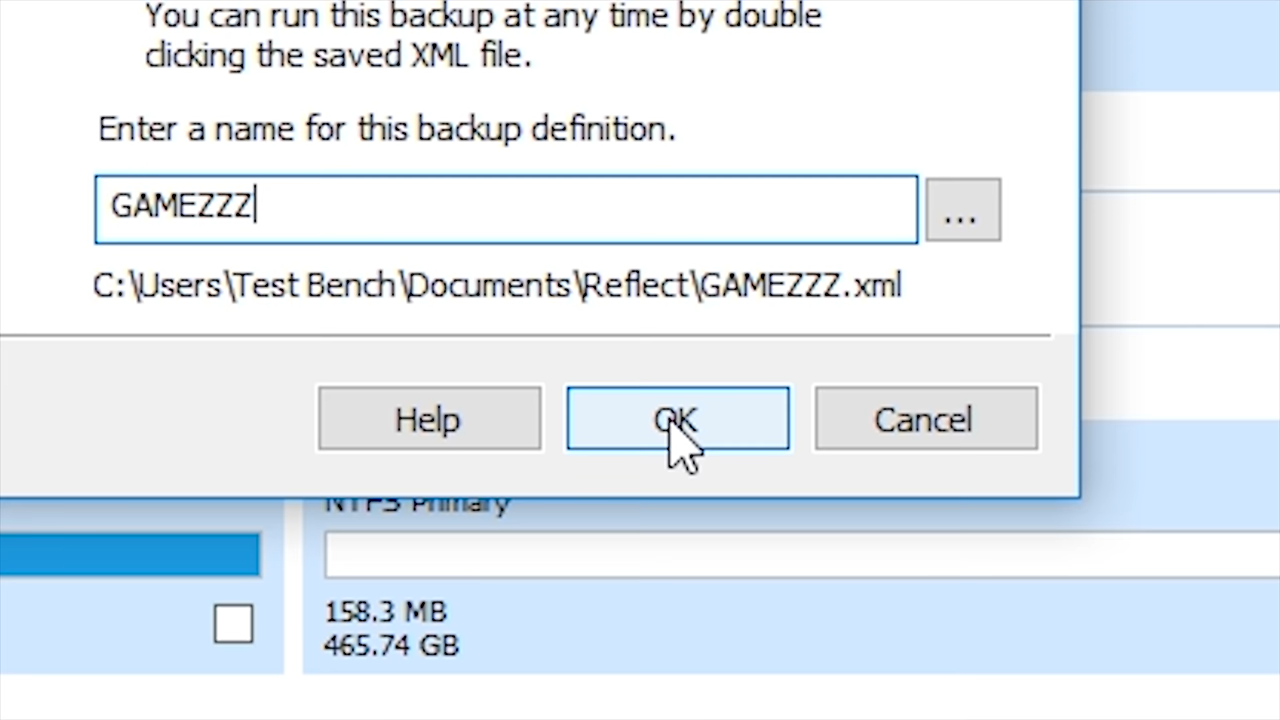 You can run this backup at any time by double
clicking the saved XML file.
Enter a name for this backup definition.
GAMEZZZ
...
C:\Users\Test Bench\Documents\Reflect\GAMEZZZ.xml
Help
OK
Cancel
NTFS Primary
158.3 MB
465.74 GB